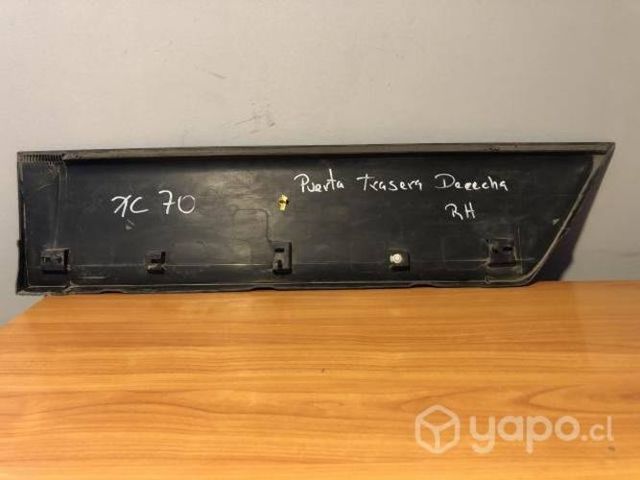 XC 70
Puerta Trasera Derecha
RH
yapo.cl